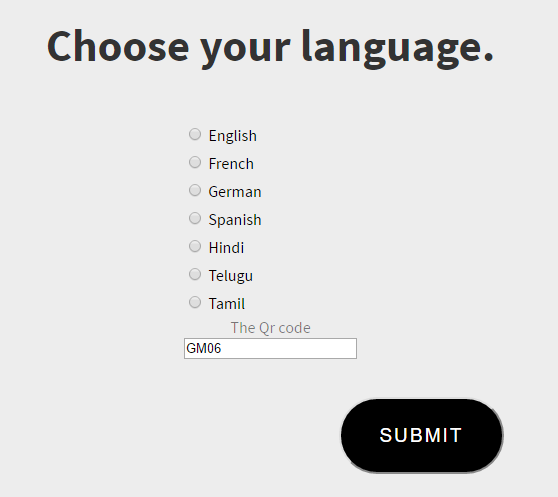 Choose your language.
English
French
German
Spanish
Hindi
Telugu
Tamil
The Qr code
GM06
SUBMIT